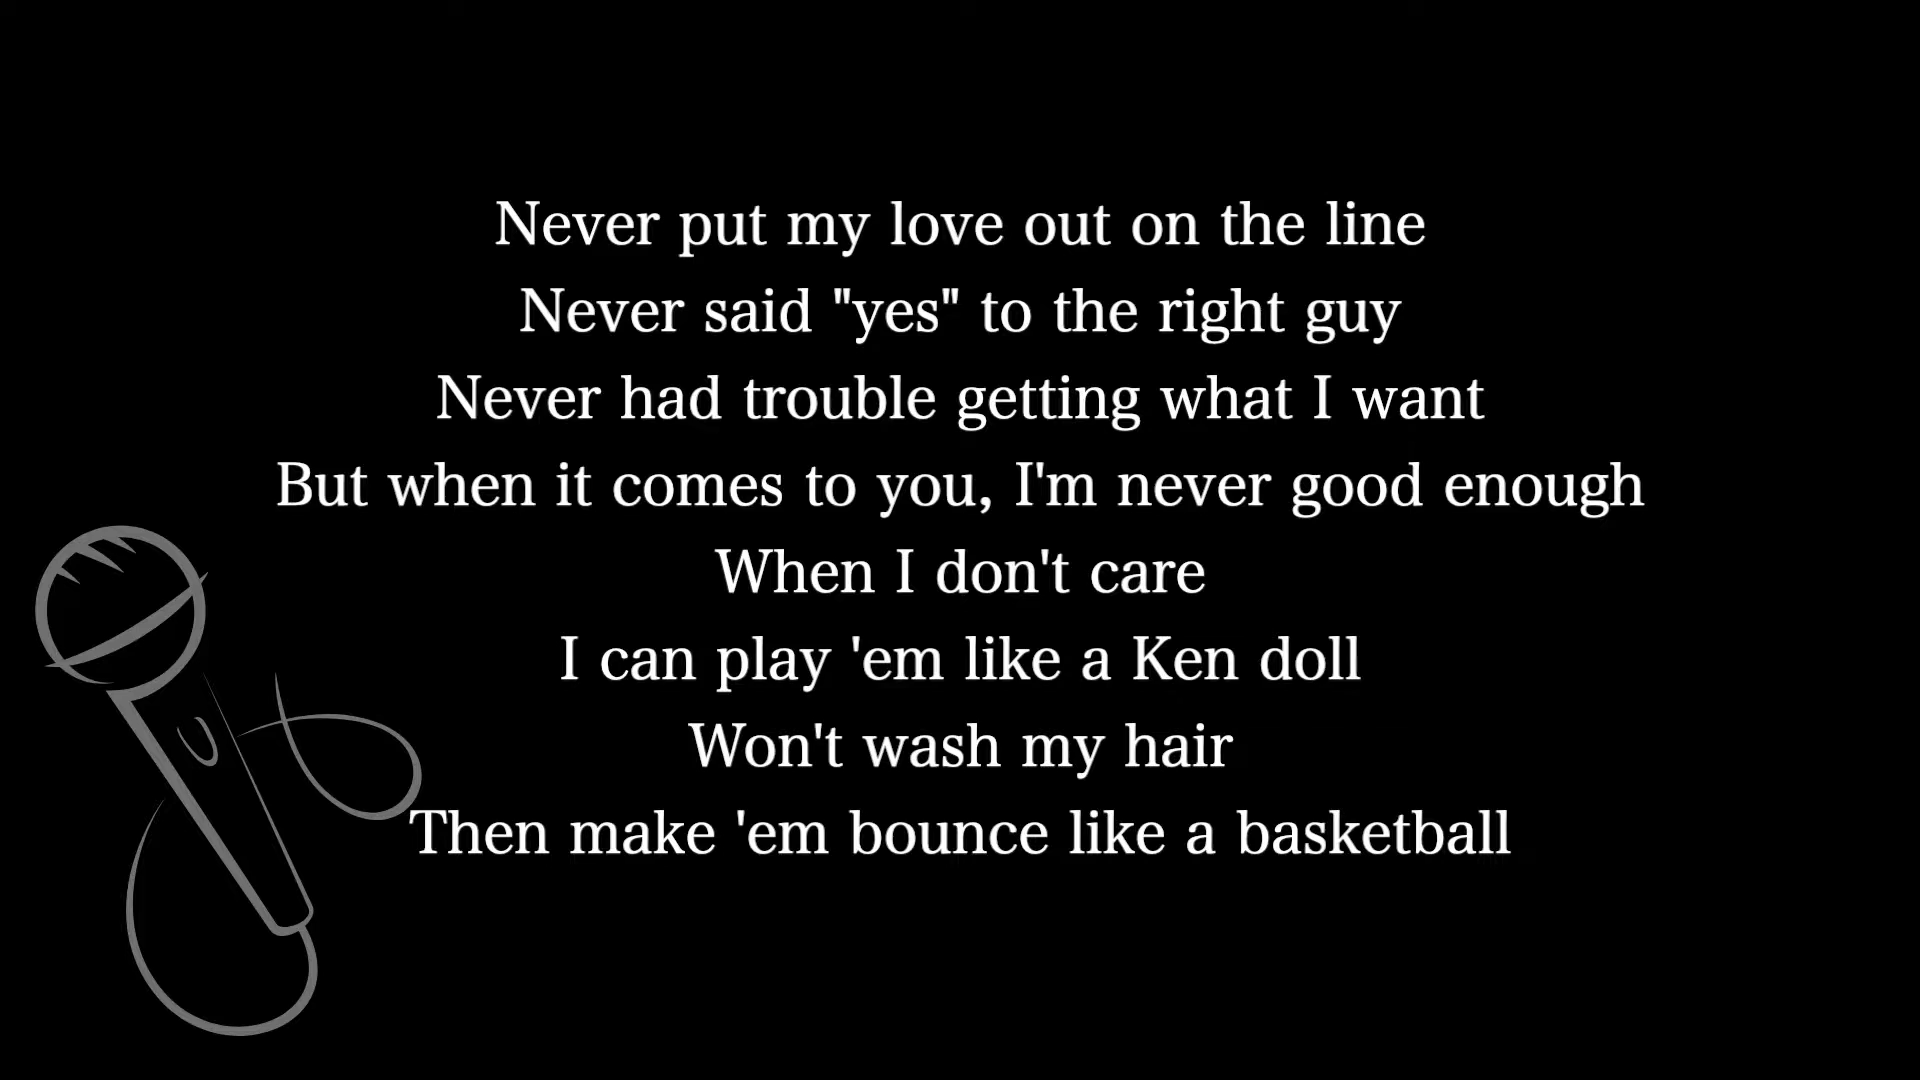 Never put my love out on the line
Never said "yes" to the right guy
Never had trouble getting what I want
But when it comes to you, I'm never good enough
When I don't care
I can play 'em like a Ken doll
Won't wash my hair
Then make 'em bounce like a basketball